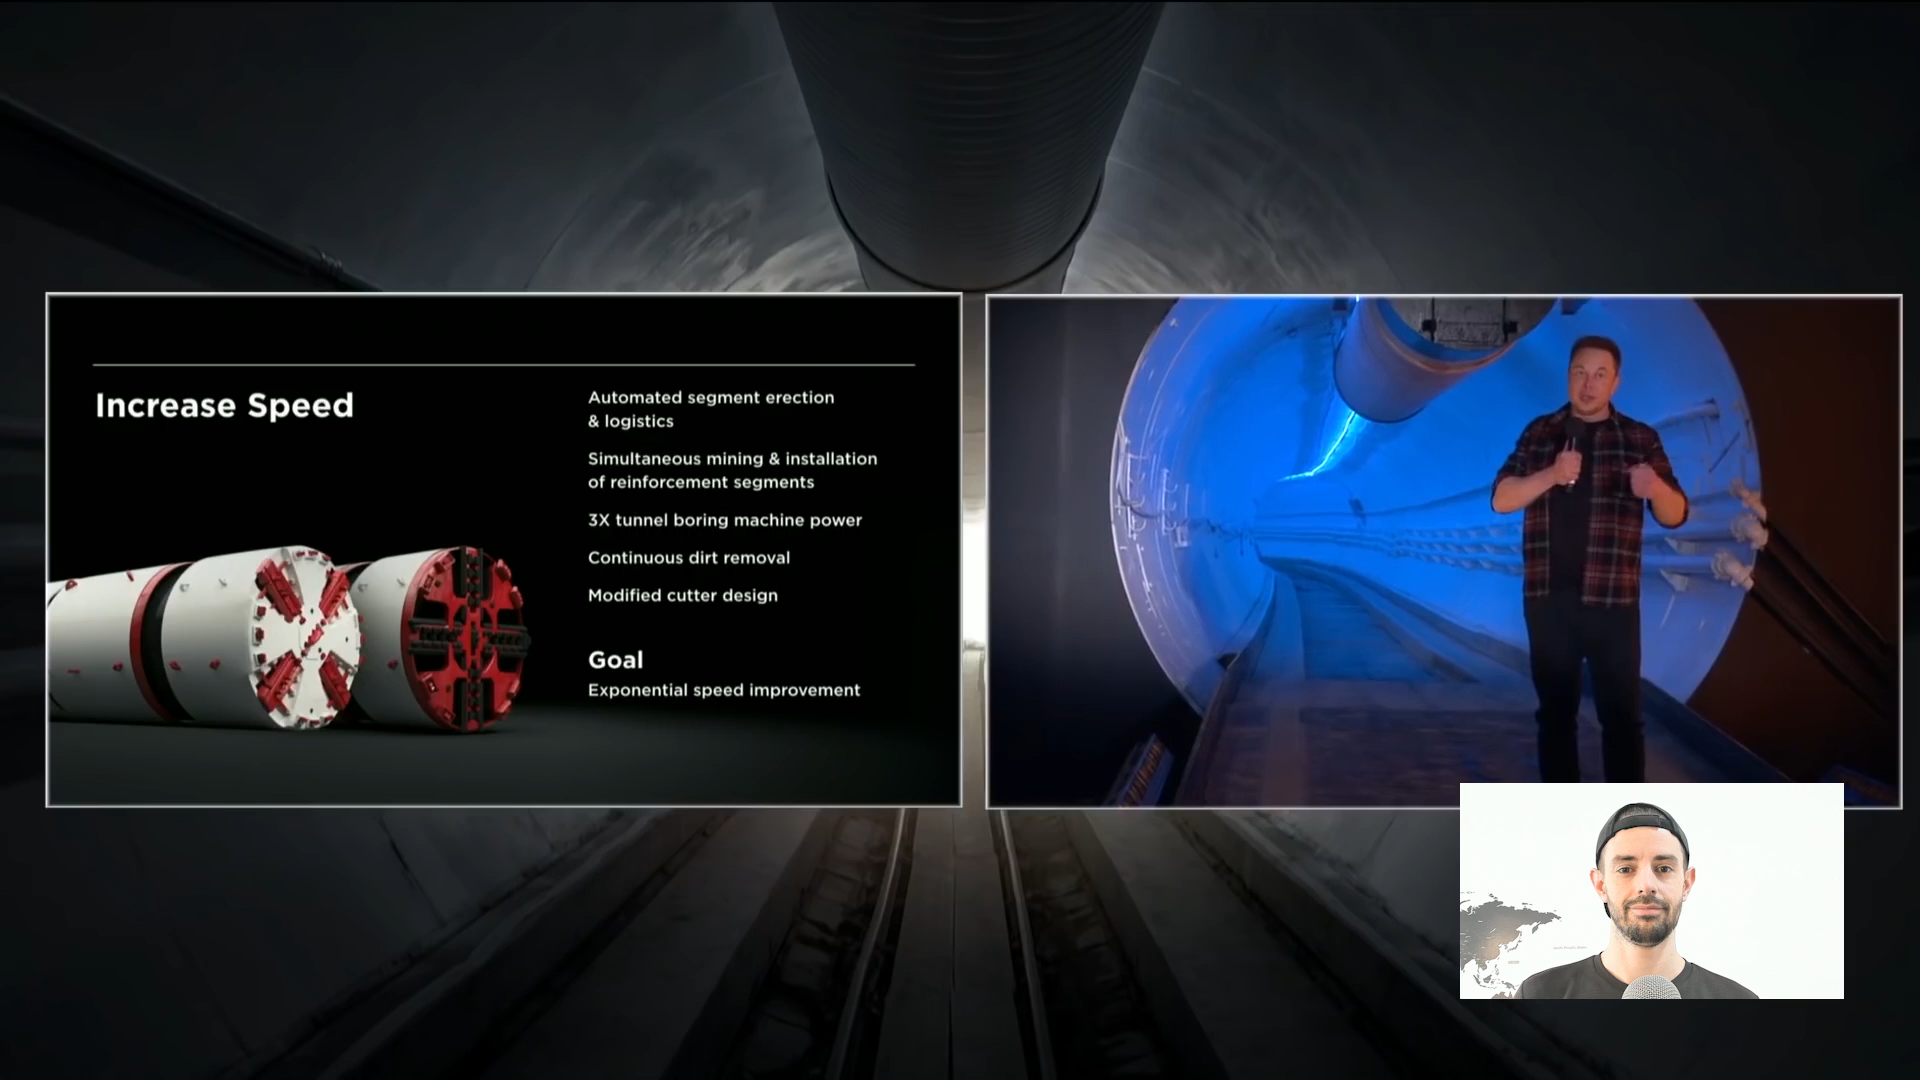 Increase Speed
Automated segment erection
& logistics
Simultaneous mining & installation
of reinforcement segments
3X tunnel boring machine power
Continuous dirt removal
Modified cutter design
Goal
Exponential speed improvement